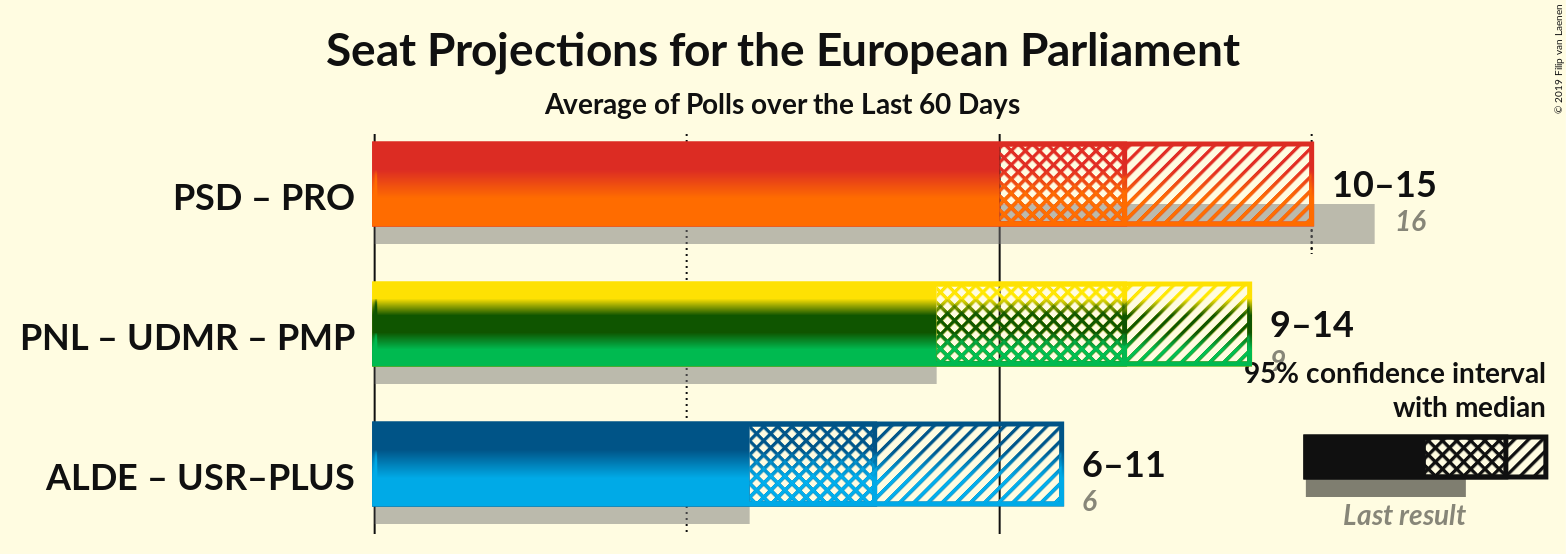 Seat Projections for the European Parliament
Average of Polls over the Last 60 Days
© 2019 Filip van Laenen
PSD – PRO
10–15
16
PNL – UDMR – PMP
9–14
9
95% confidence interval
with median
ALDE – USR–PLUS
6–11
6
Last result